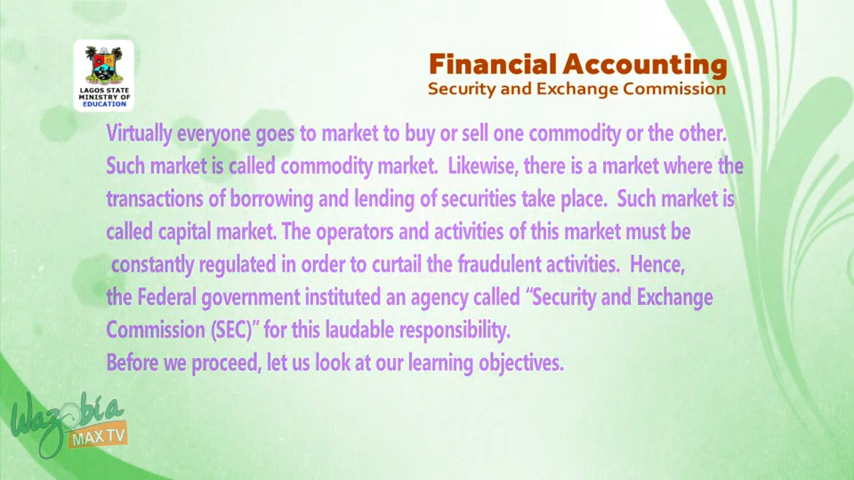 Financial Accounting
Security and Exchange Commission
LAGOS STATE
MINISTRY OF
EDUCATION
Virtually everyone goes to market to buy or sell one commodity or the other.
Such market is called commodity market.  Likewise, there is a market where the
transactions of borrowing and lending of securities take place.  Such market is
called capital market. The operators and activities of this market must be
constantly regulated in order to curtail the fraudulent activities.  Hence,
the Federal government instituted an agency called “Security and Exchange
Commission (SEC)” for this laudable responsibility.
Before we proceed, let us look at our learning objectives.
Wazobia
MAX TV